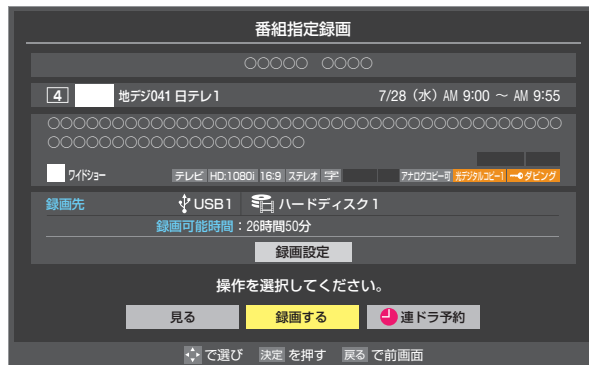 番組指定録画
○○○○○ ○○○○
4 地デジ041 日テレ1 7/28（水）AM 9:00 ～ AM 9:55
○○○○○○○○○○○○○○○○○○○○○○○○○○○○○○○○○○○○○○○○
○○○○○○○○○○○○○○○○○○○○
ワイドショー テレビ HD:1080i 16:9 ステレオ 字 アナログコピー可 光デジタルコピー1 ダビング
録画先 USB1 ハードディスク1
録画可能時間：26時間50分
録画設定
操作を選択してください。
見る 録画する 連ドラ予約
で選び 決定 を押す 戻る で前画面